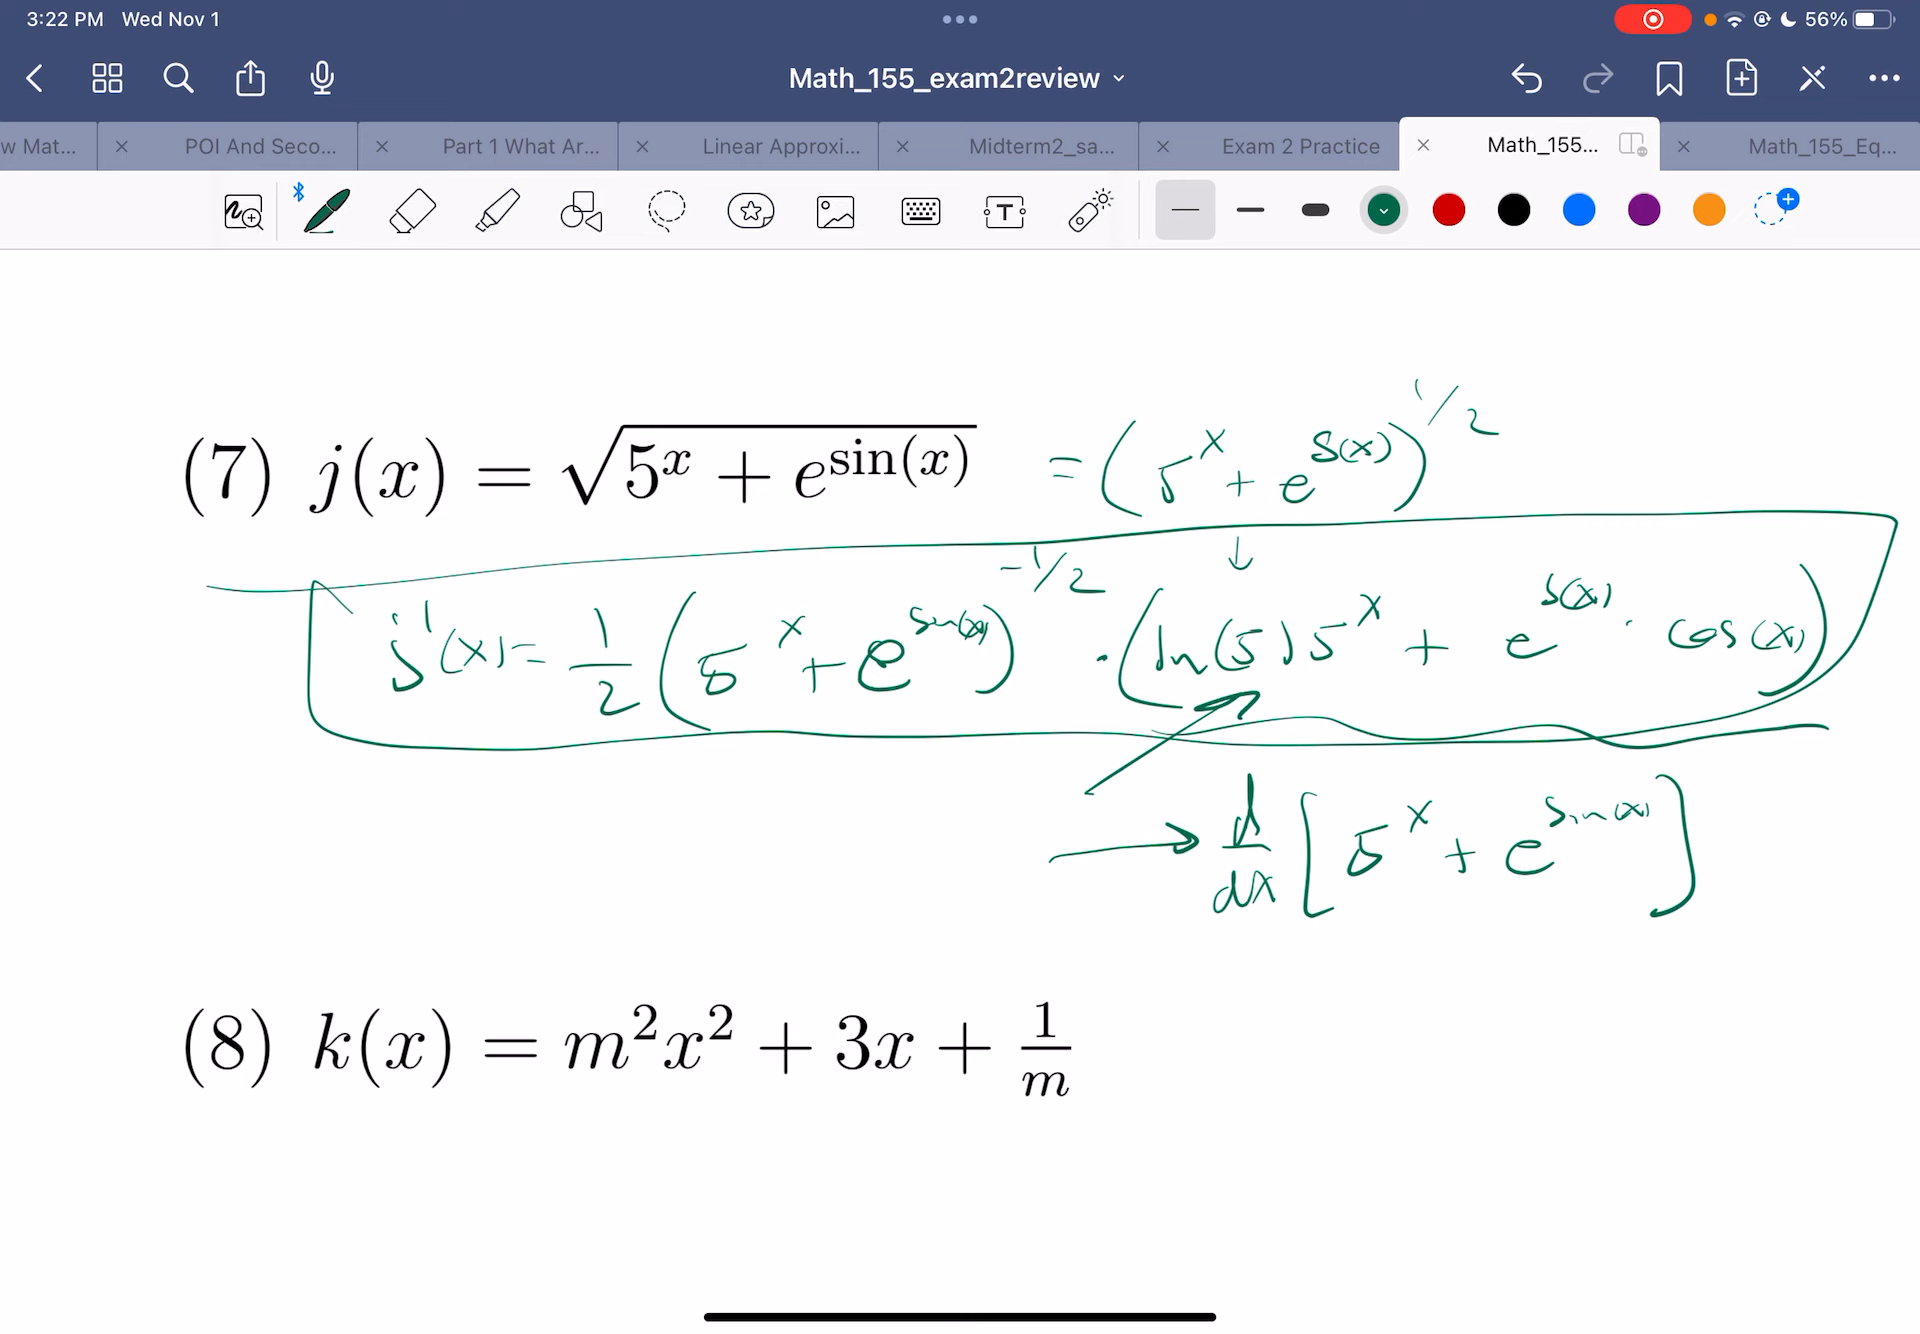 3:22 PM Wed Nov 1
56%
Math_155_exam2review
w Mat...
POI And Seco...
Part 1 What Ar...
Linear Approxi...
Midterm2_sa...
Exam 2 Practice
Math_155...
Math_155_Eq...
T
(7) j(x) = √(5^x + e^{sin(x)}) = (5^x + e^{S(x)})^{1/2}
↓
j'(x) = 1/2 (5^x + e^{sin(x)})^{-1/2} · (ln(5) 5^x + e^{S(x)} · cos(x))
→ d/dx [5^x + e^{sin(x)}]
(8) k(x) = m²x² + 3x + 1/m